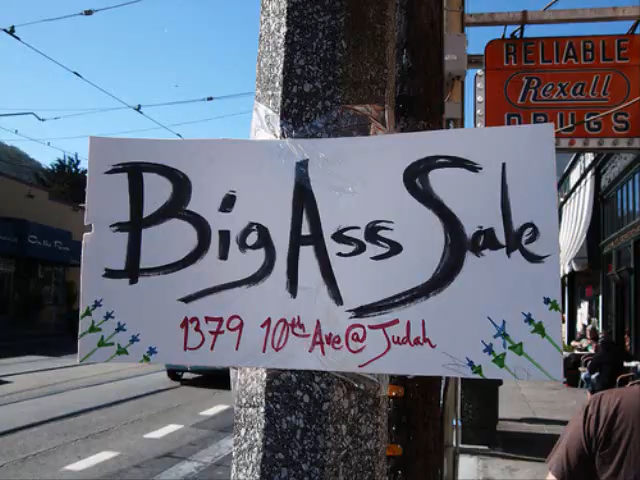 RELIABLE
Rexall
DRUGS
Big Ass Sale
1379 10th Ave @ Judah